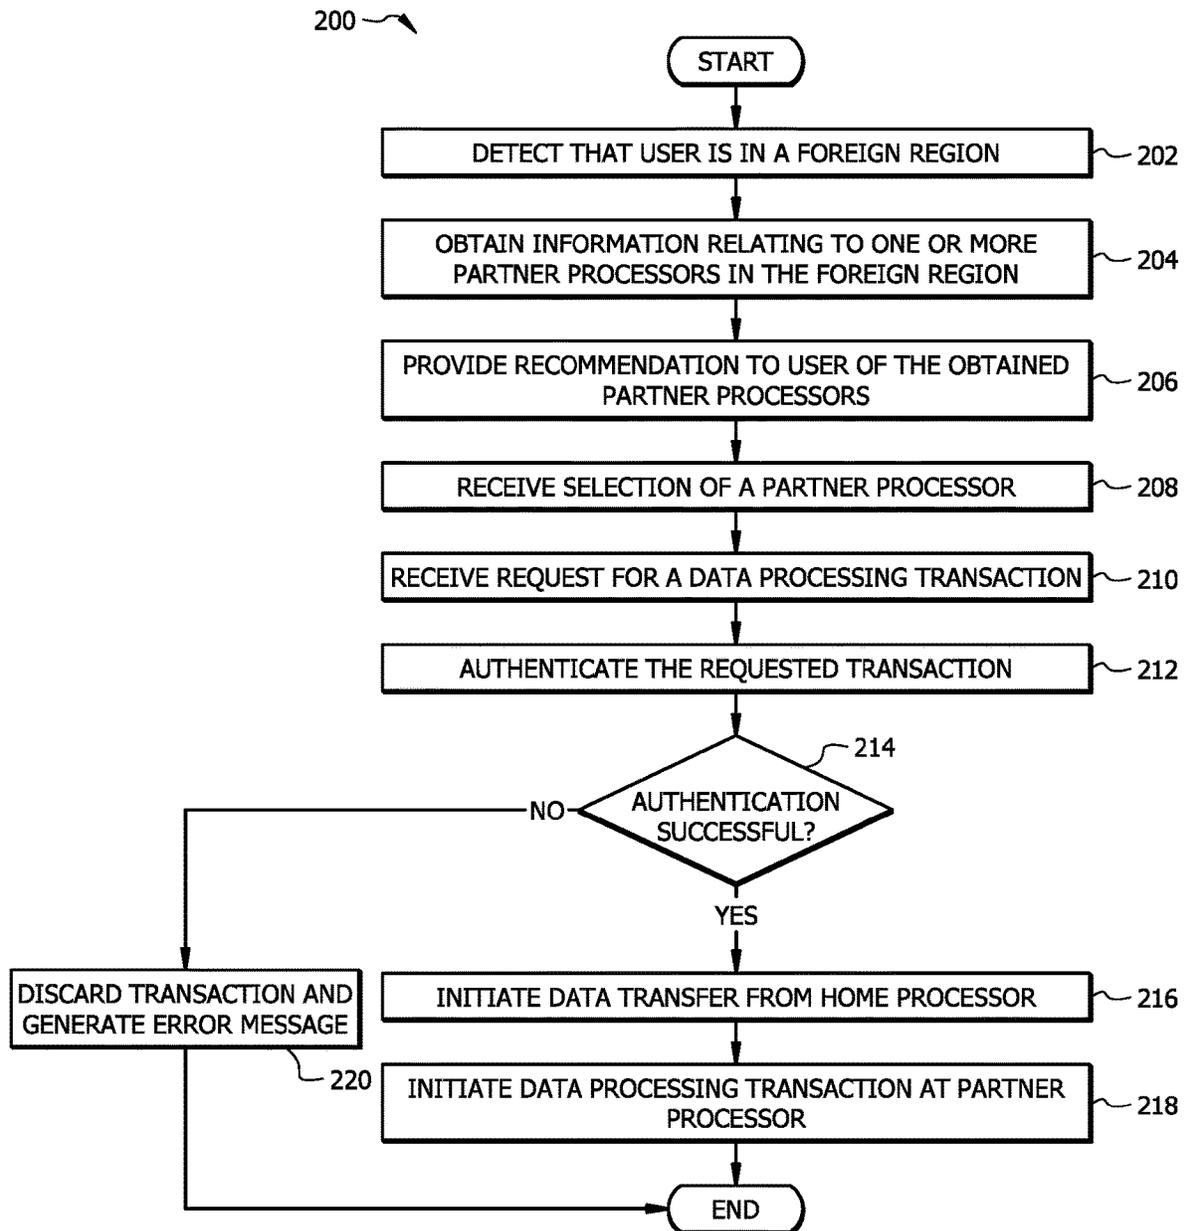 200
START
DETECT THAT USER IS IN A FOREIGN REGION
202
OBTAIN INFORMATION RELATING TO ONE OR MORE
PARTNER PROCESSORS IN THE FOREIGN REGION
204
PROVIDE RECOMMENDATION TO USER OF THE OBTAINED
PARTNER PROCESSORS
206
RECEIVE SELECTION OF A PARTNER PROCESSOR
208
RECEIVE REQUEST FOR A DATA PROCESSING TRANSACTION
210
AUTHENTICATE THE REQUESTED TRANSACTION
212
214
AUTHENTICATION
SUCCESSFUL?
NO
YES
DISCARD TRANSACTION AND
GENERATE ERROR MESSAGE
220
INITIATE DATA TRANSFER FROM HOME PROCESSOR
216
INITIATE DATA PROCESSING TRANSACTION AT PARTNER
PROCESSOR
218
END